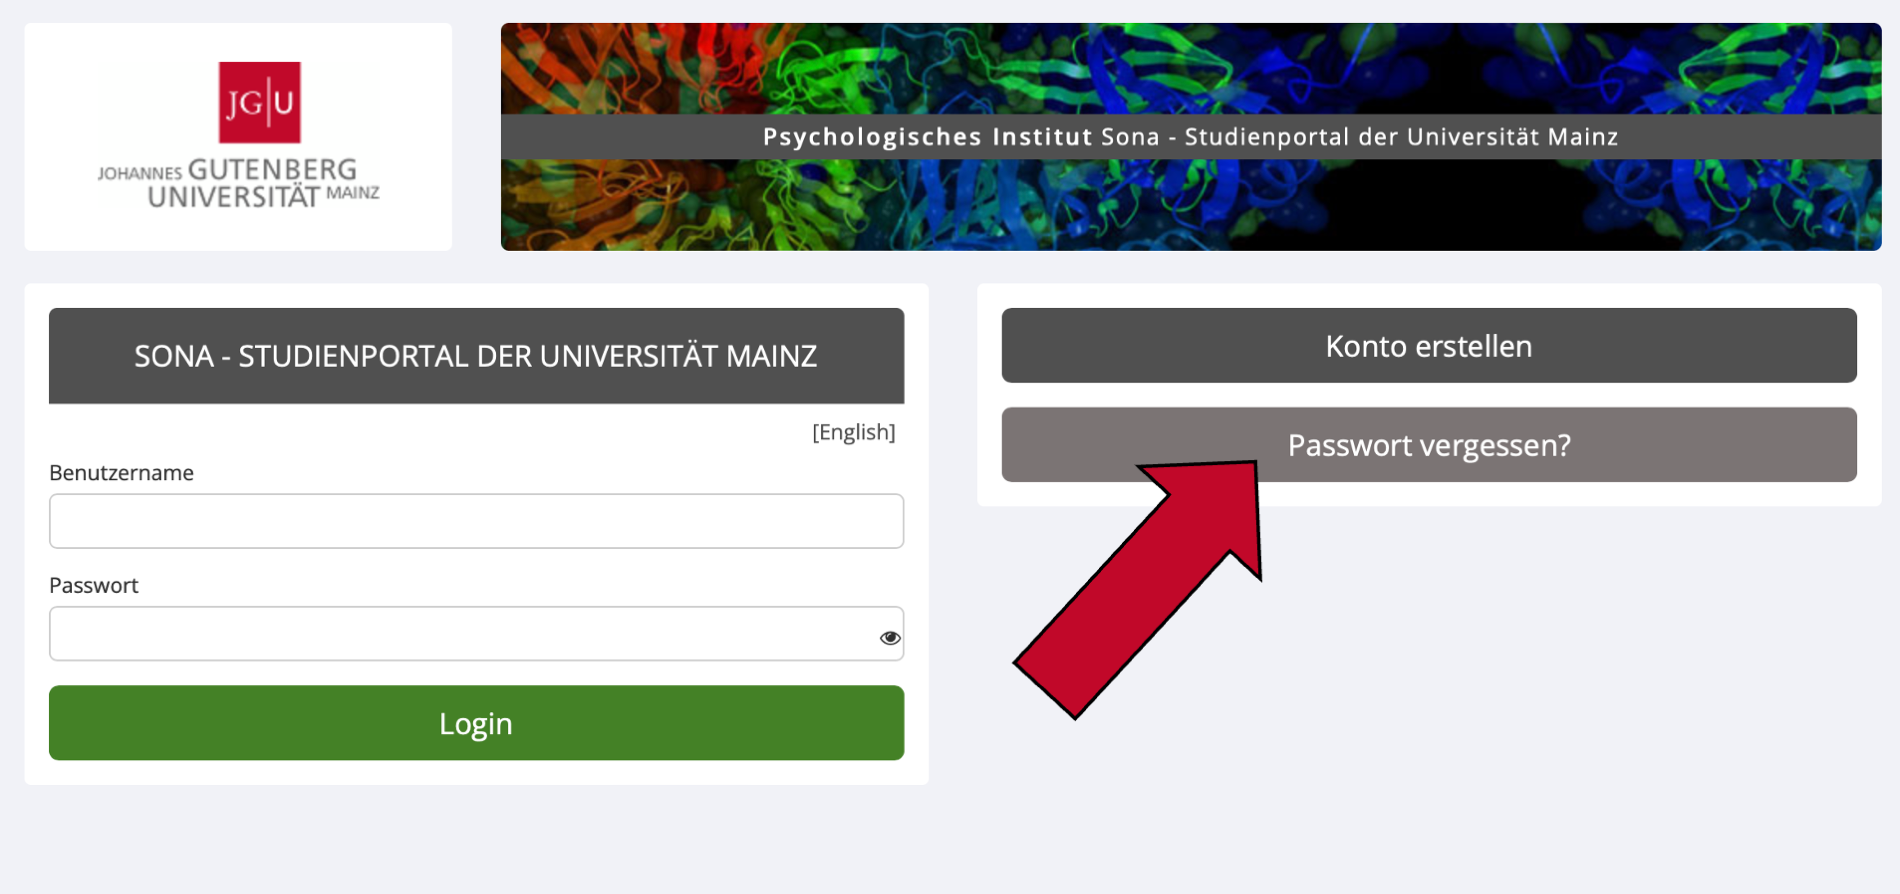 JG|U
JOHANNES GUTENBERG
UNIVERSITÄT MAINZ
Psychologisches Institut Sona - Studienportal der Universität Mainz
SONA - STUDIENPORTAL DER UNIVERSITÄT MAINZ
[English]
Benutzername
Passwort
Login
Konto erstellen
Passwort vergessen?